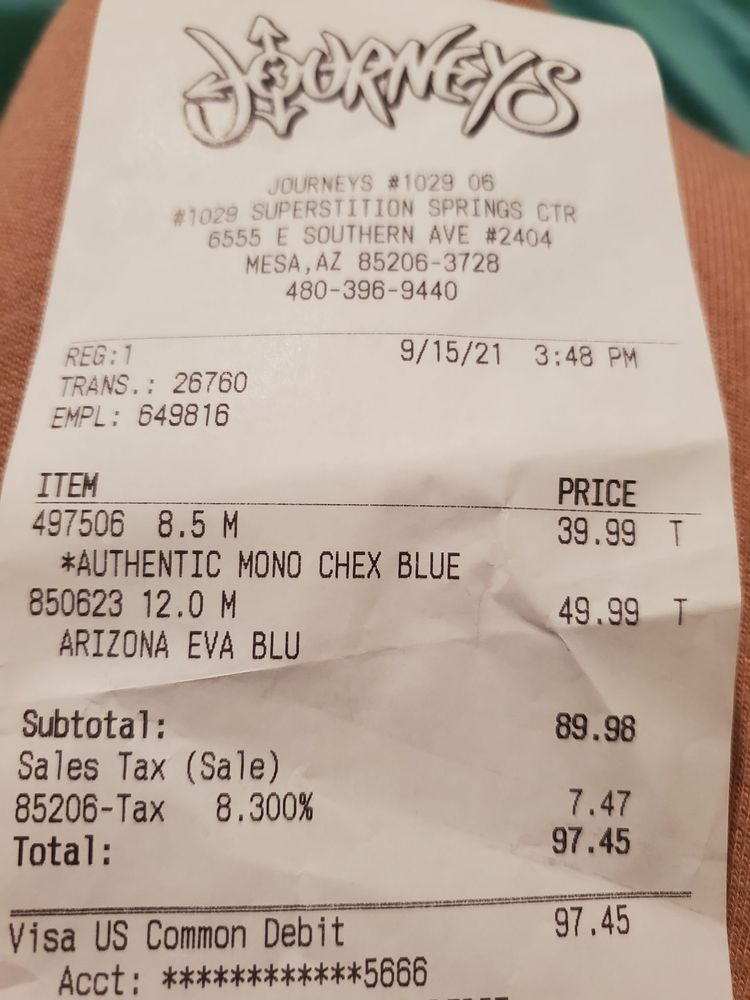 JOURNEYS
JOURNEYS #1029 06
#1029 SUPERSTITION SPRINGS CTR
6555 E SOUTHERN AVE #2404
MESA,AZ 85206-3728
480-396-9440
REG:1 9/15/21 3:48 PM
TRANS.: 26760
EMPL: 649816
ITEM PRICE
497506 8.5 M 39.99 T
*AUTHENTIC MONO CHEX BLUE
850623 12.0 M 49.99 T
ARIZONA EVA BLU
Subtotal: 89.98
Sales Tax (Sale)
85206-Tax 8.300% 7.47
Total: 97.45
Visa US Common Debit 97.45
Acct: ************5666